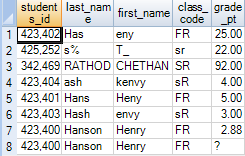 students_id last_name first_name class_code grade_pt
1 423,402 Has eny FR 25.00
2 425,252 s% T_ sr 22.00
3 342,469 RATHOD CHETHAN SR 92.00
4 423,404 ash kenvy sR 4.00
5 423,401 Hans Heny FR 5.00
6 423,403 Hash envy sR 3.00
7 423,400 Hanson Henry FR 2.88
8 423,400 Hanson Henry FR ?